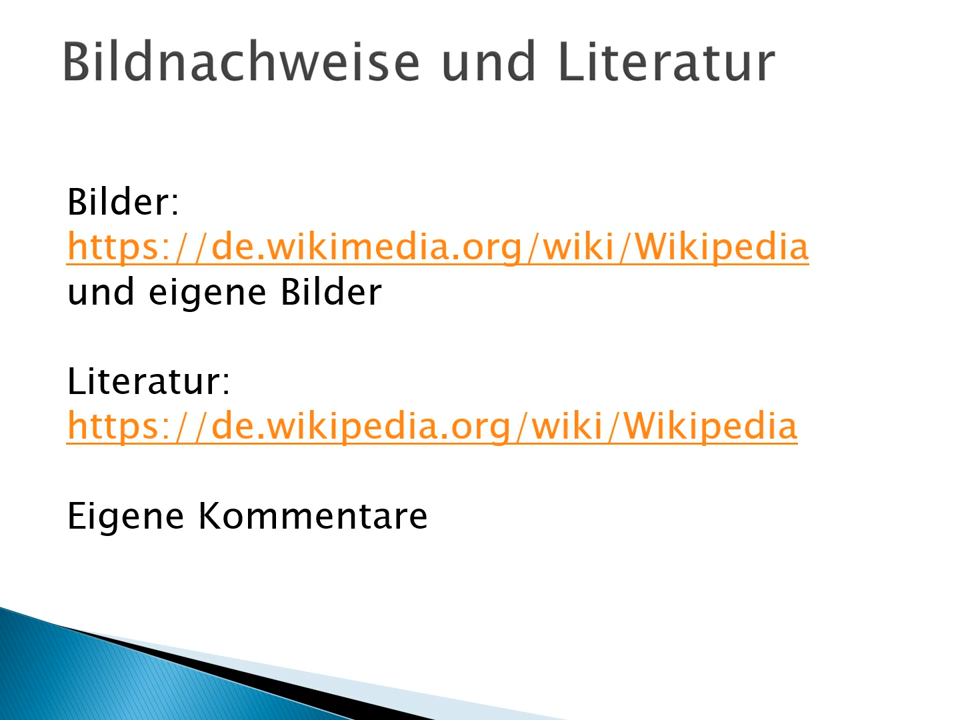 Bildnachweise und Literatur
Bilder:
https://de.wikimedia.org/wiki/Wikipedia
und eigene Bilder
Literatur:
https://de.wikipedia.org/wiki/Wikipedia
Eigene Kommentare